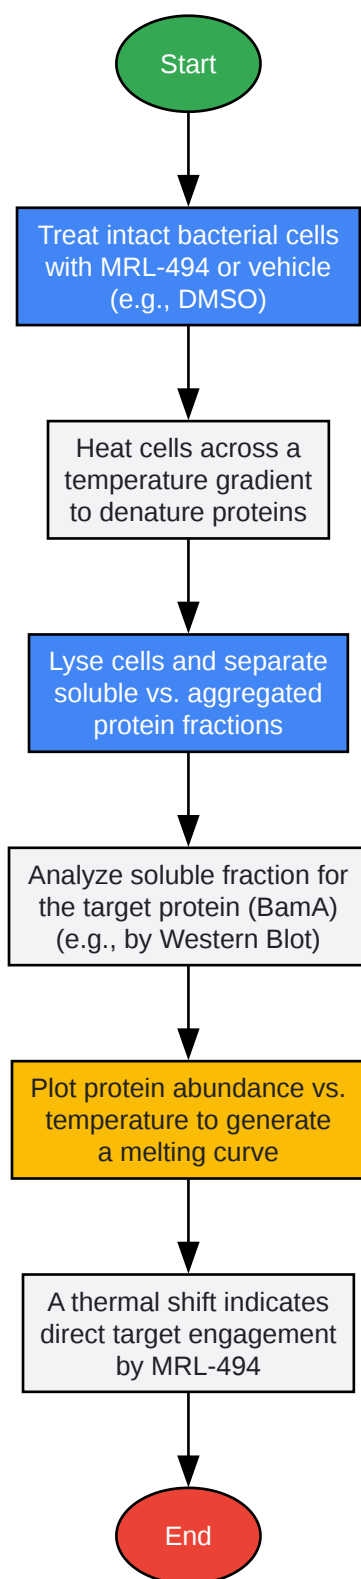 Start
Treat intact bacterial cells
with MRL-494 or vehicle
(e.g., DMSO)
Heat cells across a
temperature gradient
to denature proteins
Lyse cells and separate
soluble vs. aggregated
protein fractions
Analyze soluble fraction for
the target protein (BamA)
(e.g., by Western Blot)
Plot protein abundance vs.
temperature to generate
a melting curve
A thermal shift indicates
direct target engagement
by MRL-494
End